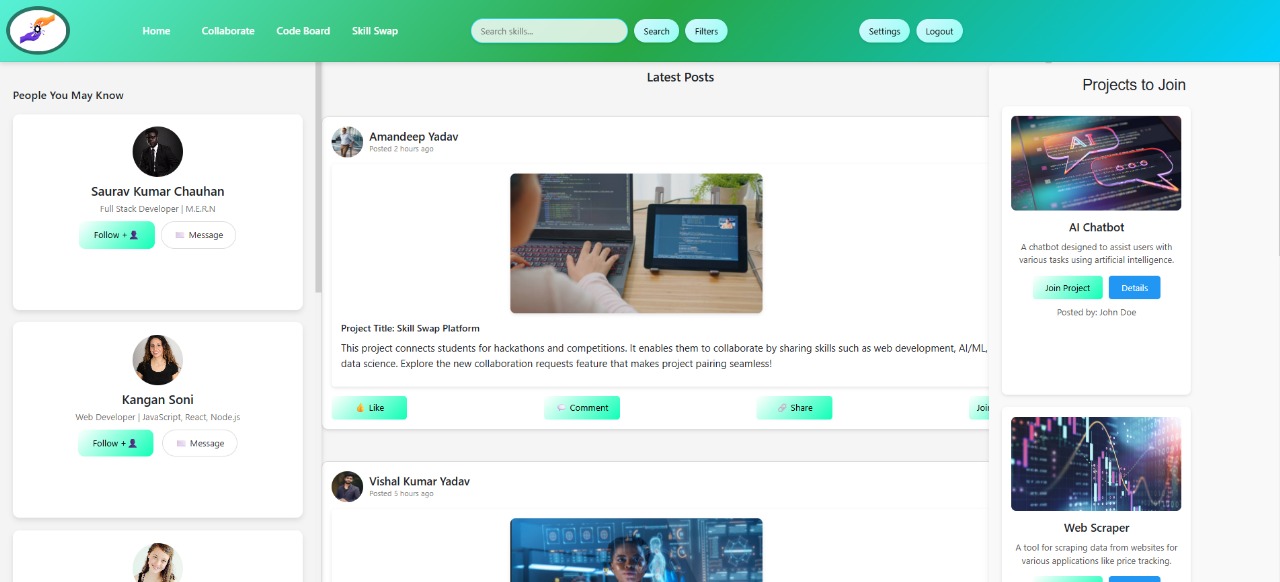 Home
Collaborate
Code Board
Skill Swap
Search skills...
Search
Filters
Settings
Logout
People You May Know
Saurav Kumar Chauhan
Full Stack Developer | M.E.R.N
Follow +
Message
Kangan Soni
Web Developer | JavaScript, React, Node.js
Follow +
Message
Latest Posts
Amandeep Yadav
Posted 2 hours ago
Project Title: Skill Swap Platform
This project connects students for hackathons and competitions. It enables them to collaborate by sharing skills such as web development, AI/ML,
data science. Explore the new collaboration requests feature that makes project pairing seamless!
Like
Comment
Share
Vishal Kumar Yadav
Posted 5 hours ago
Projects to Join
AI
AI Chatbot
A chatbot designed to assist users with
various tasks using artificial intelligence.
Join Project
Details
Posted by: John Doe
Web Scraper
A tool for scraping data from websites for
various applications like price tracking.